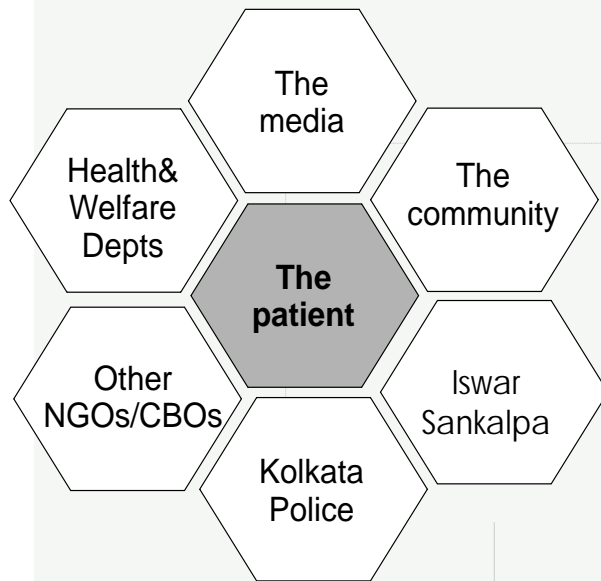 The
media
Health&
Welfare
Depts
The
community
The
patient
Other
NGOs/CBOs
Iswar
Sankalpa
Kolkata
Police